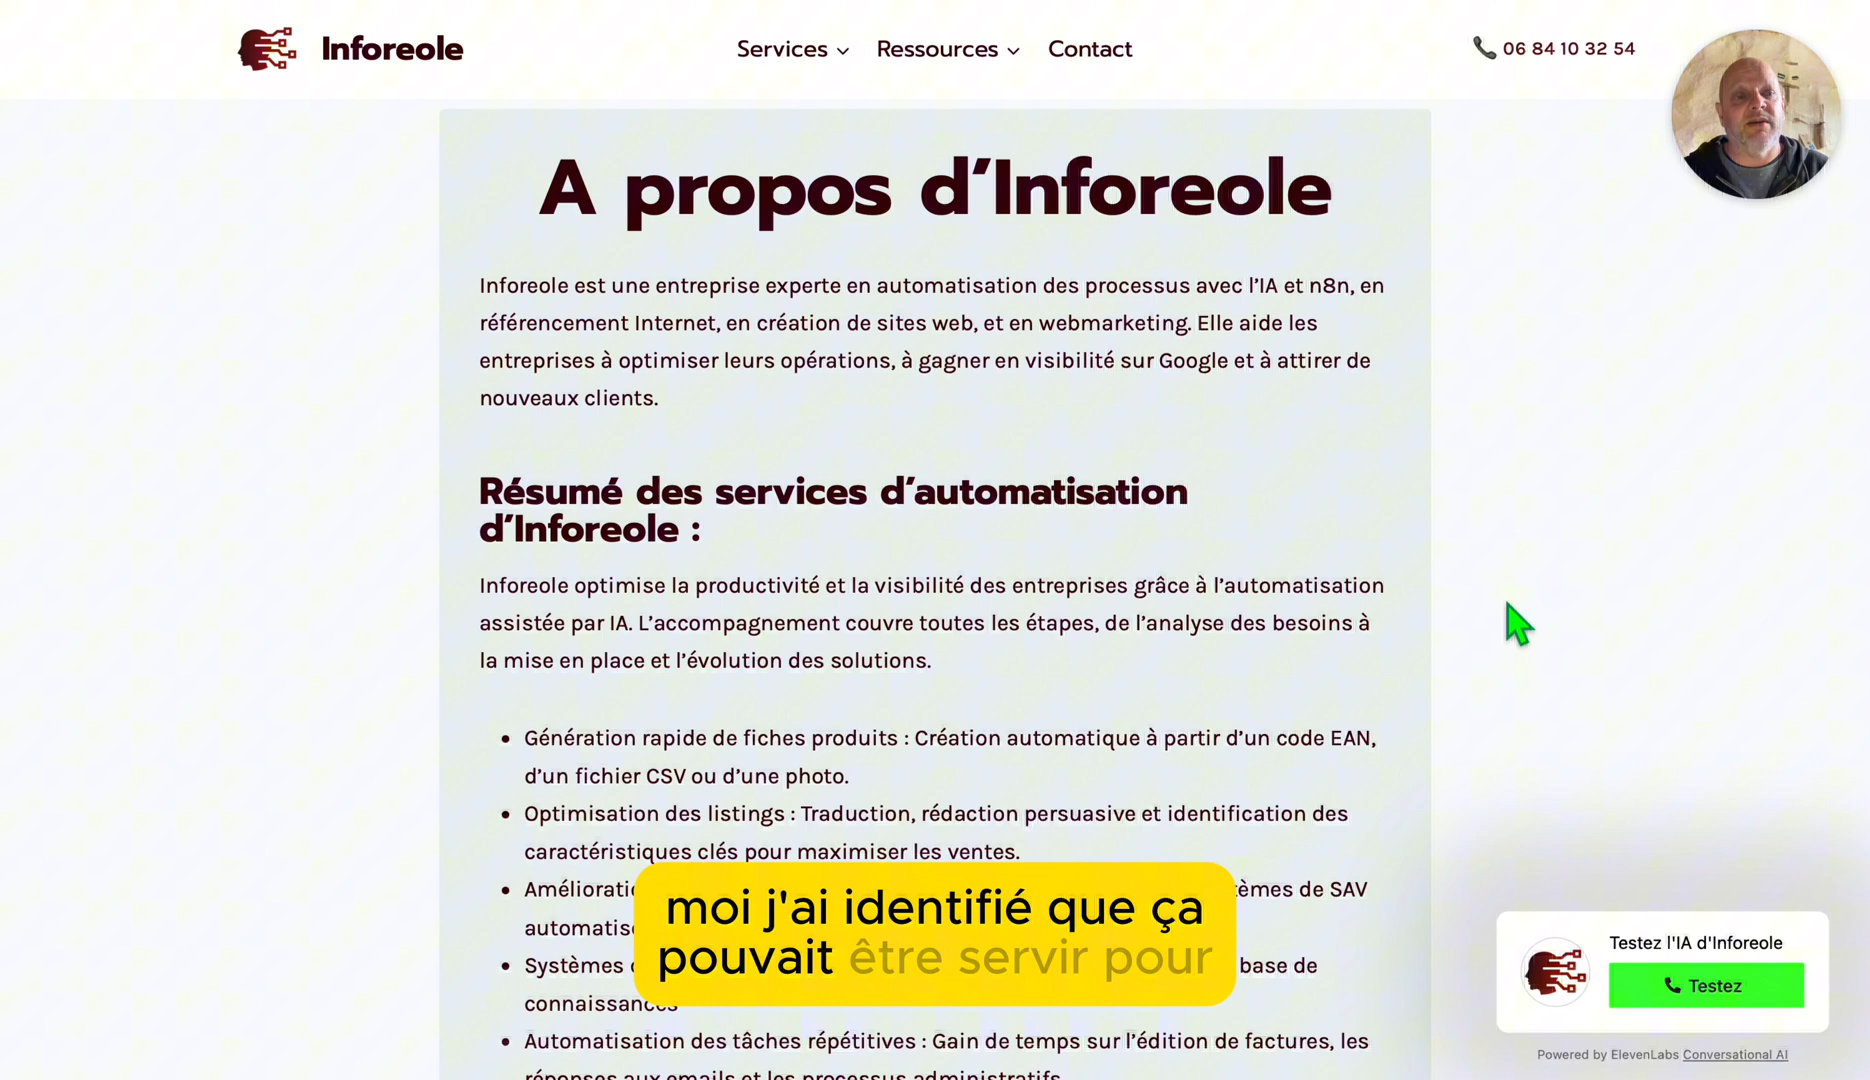 Inforeole
Services
Ressources
Contact
06 84 10 32 54
A propos d’Inforeole
Inforeole est une entreprise experte en automatisation des processus avec l’IA et n8n, en
référencement Internet, en création de sites web, et en webmarketing. Elle aide les
entreprises à optimiser leurs opérations, à gagner en visibilité sur Google et à attirer de
nouveaux clients.
Résumé des services d’automatisation
d’Inforeole :
Inforeole optimise la productivité et la visibilité des entreprises grâce à l’automatisation
assistée par IA. L’accompagnement couvre toutes les étapes, de l’analyse des besoins à
la mise en place et l’évolution des solutions.
• Génération rapide de fiches produits : Création automatique à partir d’un code EAN,
d’un fichier CSV ou d’une photo.
• Optimisation des listings : Traduction, rédaction persuasive et identification des
caractéristiques clés pour maximiser les ventes.
de SAV
• Systèmes
base de
connaissances
• Automatisation des tâches répétitives : Gain de temps sur l’édition de factures, les
réponses aux emails et les processus administratifs.
moi j'ai identifié que ça
pouvait être servir pour
Testez l'IA d'Inforeole
Testez
Powered by ElevenLabs Conversational AI